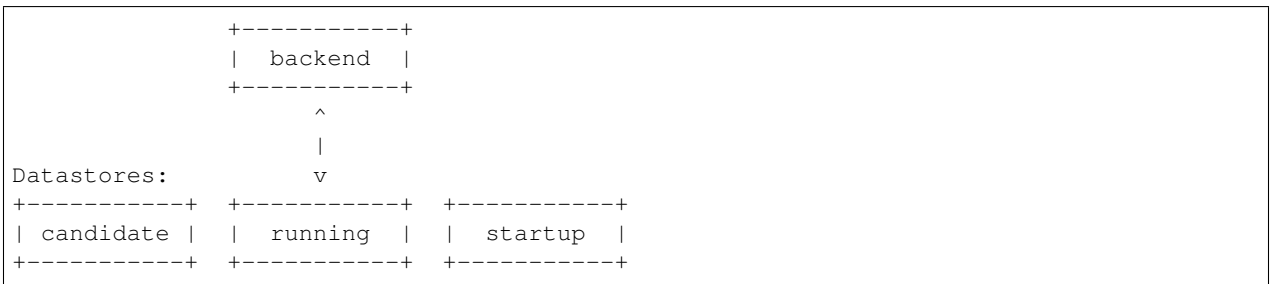 +-----------+
                |  backend  |
                +-----------+
                      ^
                      |
Datastores:           v
+-----------+  +-----------+  +-----------+
| candidate |  |  running  |  |  startup  |
+-----------+  +-----------+  +-----------+